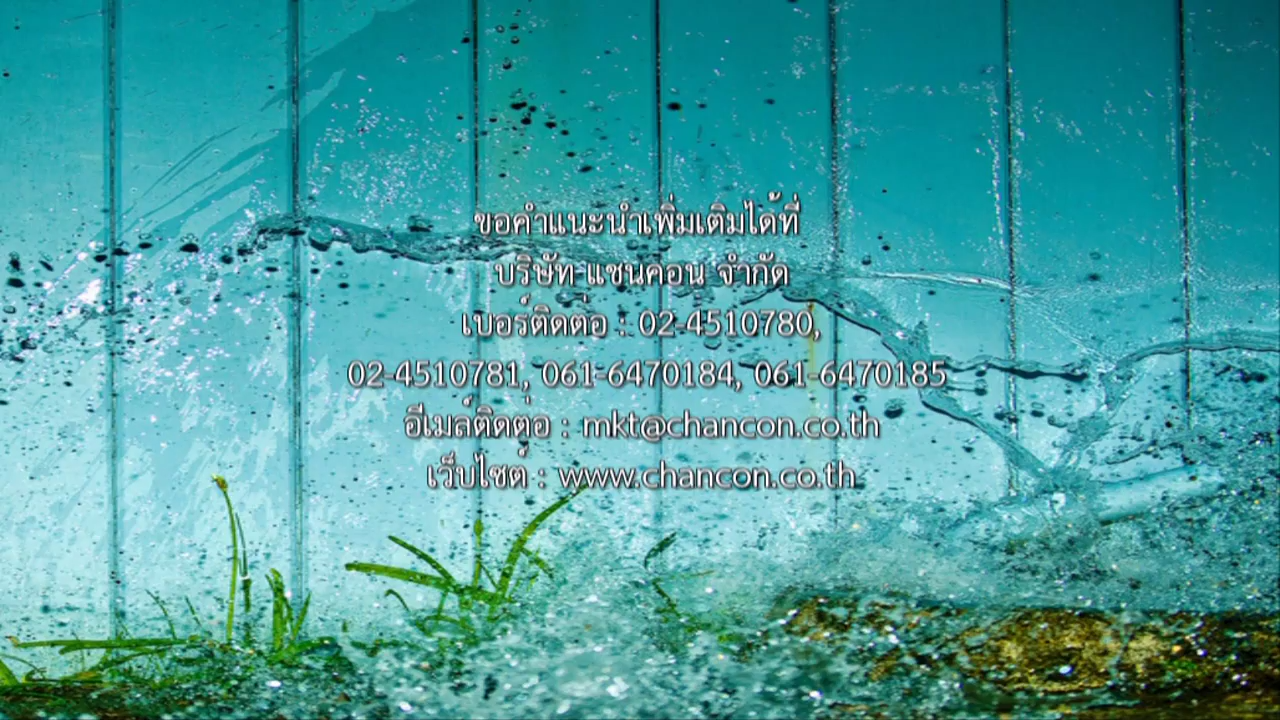 ขอคำแนะนำเพิ่มเติมได้ที่
บริษัท แชนคอน จำกัด
เบอร์ติดต่อ : 02-4510780,
02-4510781, 061-6470184, 061-6470185
อีเมล์ติดต่อ : mkt@chancon.co.th
เว็บไซต์ : www.chancon.co.th